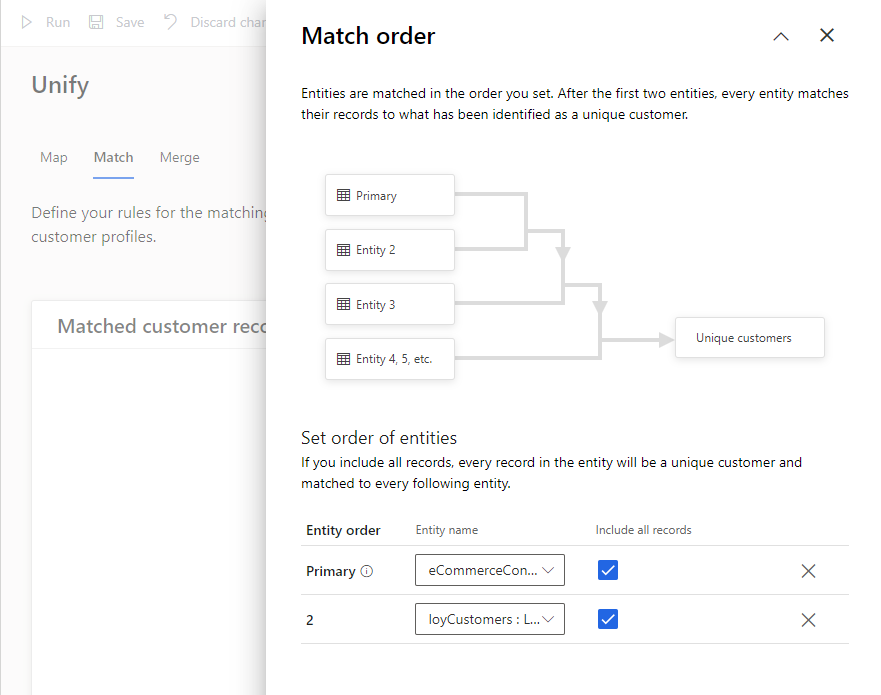 Run Save Discard char
Match order
Unify
Entities are matched in the order you set. After the first two entities, every entity matches
their records to what has been identified as a unique customer.
Map Match Merge
Define your rules for the matching
customer profiles.
Primary
Entity 2
Entity 3
Entity 4, 5, etc.
Unique customers
Matched customer reco
Set order of entities
If you include all records, every record in the entity will be a unique customer and
matched to every following entity.
Entity order Entity name Include all records
Primary eCommerceCon...
2 loyCustomers : L...